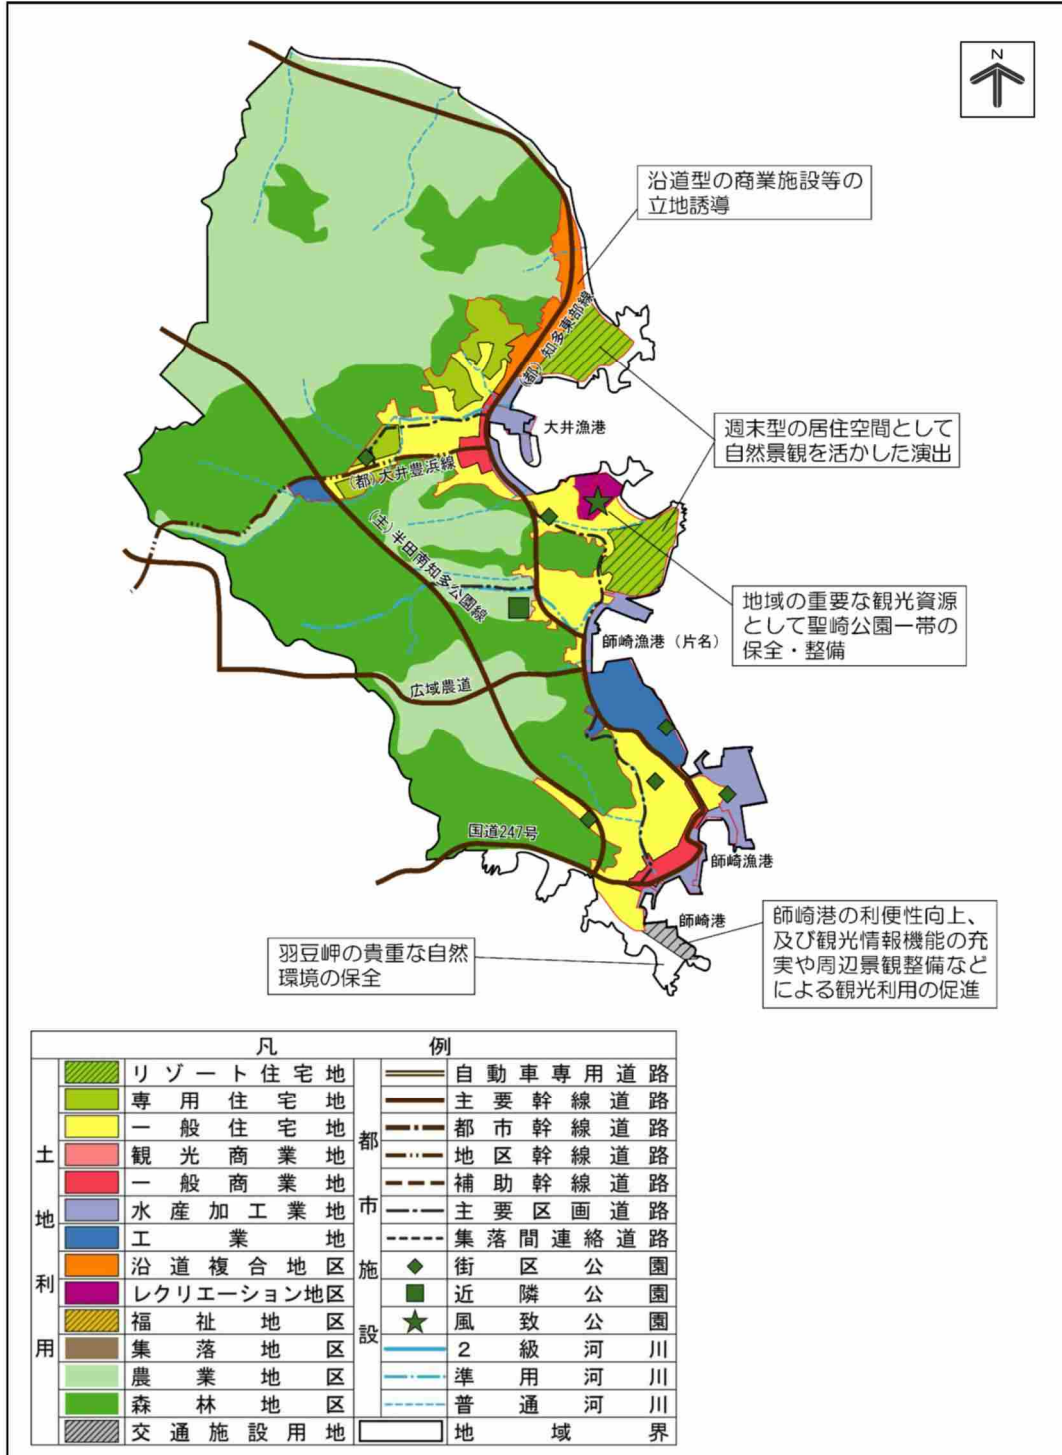 N
沿道型の商業施設等の
立地誘導
(都)知多東部線
大井漁港
週末型の居住空間として
自然景観を活かした演出
(都)大井豊浜線
(主)半田南知多公園線
地域の重要な観光資源
として聖崎公園一帯の
保全・整備
師崎漁港（片名）
広域農道
国道247号
師崎漁港
師崎港
師崎港の利便性向上、
及び観光情報機能の充
実や周辺景観整備など
による観光利用の促進
羽豆岬の貴重な自然
環境の保全
凡例
土地利用
リゾート住宅地
専用住宅地
一般住宅地
観光商業地
一般商業地
水産加工業地
工業地
沿道複合地区
レクリエーション地区
福祉地区
集落地区
農業地区
森林地区
交通施設用地
都市施設
自動車専用道路
主要幹線道路
都市幹線道路
地区幹線道路
補助幹線道路
主要区画道路
集落間連絡道路
街区公園
近隣公園
風致公園
2級河川
準用河川
普通河川
地域界